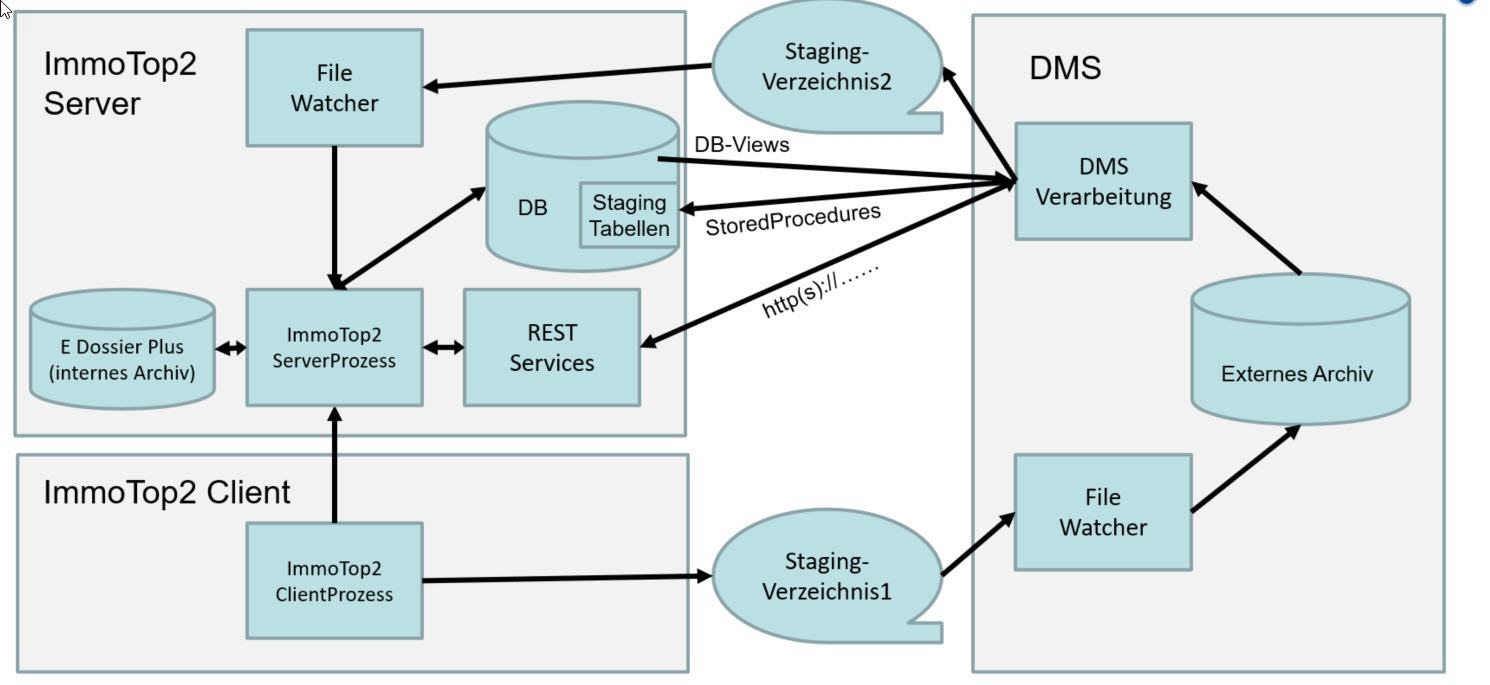 ImmoTop2
Server
File
Watcher
Staging-
Verzeichnis2
DMS
DB-Views
DMS
Verarbeitung
DB
Staging
Tabellen
StoredProcedures
http(s)://……
E Dossier Plus
(internes Archiv)
ImmoTop2
ServerProzess
REST
Services
Externes Archiv
ImmoTop2 Client
ImmoTop2
ClientProzess
Staging-
Verzeichnis1
File
Watcher